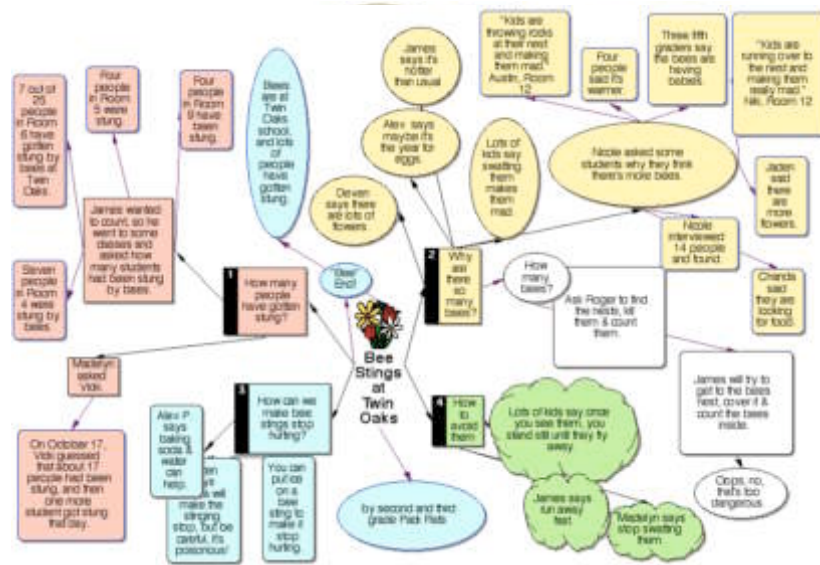 7 out of
25
people
in Room
6 have
gotten
stung by
bees at
Twin
Oaks.
Four
people
in Room
5 were
stung.
Four
people
in Room
9 have
been
stung.
James wanted
to count, so he
went to some
classes and
asked how
many students
had been stung
by bees.
Seven
people
in Room
4 were
stung by
bees.
Madelyn
asked
Vicki.
On October 17,
Vicki guessed
that about 17
people had been
stung, and then
one more
student got stung
that day.
1
How many
people
have
gotten
stung?
Bees
are at
Twin
Oaks
school,
and lots
of
people
have
gotten
stung.
Bee
End!
Bee
Stings
at
Twin
Oaks
2
Why are
there
so
many
bees?
Deven
says there
are lots of
flowers
James
says it's
hotter
than usual
Alex says
maybe it's
the year for
eggs.
Lots of
kids say
swatting
them
makes
them mad.
Nicole asked some
students why they think
there's more bees.
"Kids are
throwing rocks
at their nest and
making them
mad."
Austin, Room
12
Four
people
said it's
warmer.
Three fifth
graders say
the bees are
having
babies.
"Kids are
running over to
the nest and
making them
really mad."
Room 12
Jaden
said
there
are
more
flowers.
Nicole
interviewed
14 people
and found
Chanda
said they
are
looking
for food.
How
many
bees?
Ask Roger to find
the nests, kill
them & count
them.
James will try to
get to the bees
nest, cover it &
count the bees
inside.
Oops, no,
that's too
dangerous.
3
How can we
make bee
stings stop
hurting?
Alex P
says
baking
soda &
water
can
help.
will
make the
stinging
stop, but be
careful, it's
poisonous!
You can
put ice
on a
bee
sting to
make it
stop
hurting.
by second and third
grade
4
How
to
avoid
them
Lots of kids say once
you see them, you
stand still until they fly
away.
James says
run away
fast.
Madelyn says
stop swatting
them.